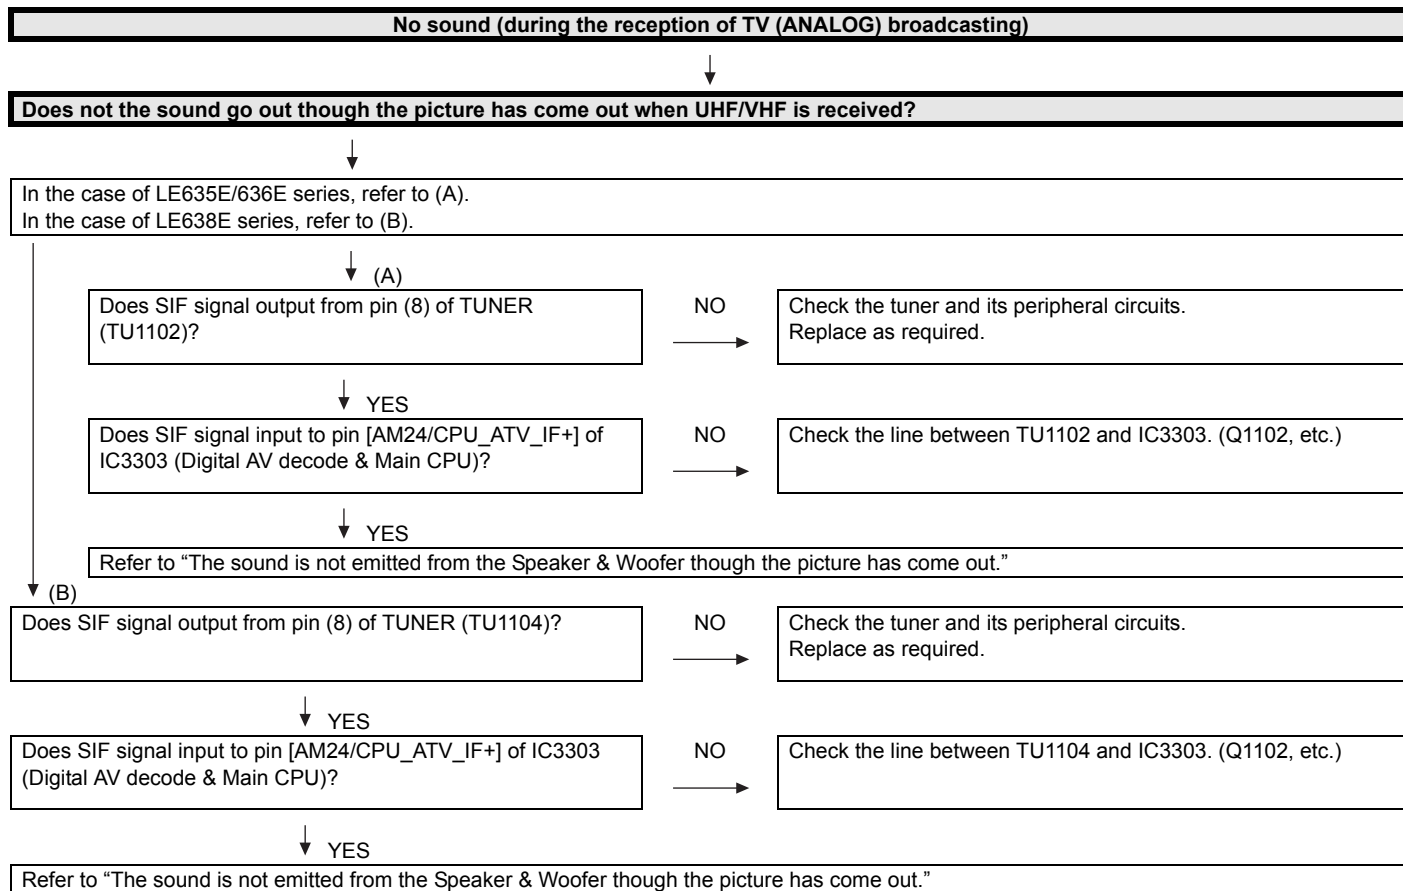 No sound (during the reception of TV (ANALOG) broadcasting)
Does not the sound go out though the picture has come out when UHF/VHF is received?
In the case of LE635E/636E series, refer to (A).
In the case of LE638E series, refer to (B).
(A)
Does SIF signal output from pin (8) of TUNER
(TU1102)?
NO
Check the tuner and its peripheral circuits.
Replace as required.
YES
Does SIF signal input to pin [AM24/CPU_ATV_IF+] of
IC3303 (Digital AV decode & Main CPU)?
NO
Check the line between TU1102 and IC3303. (Q1102, etc.)
YES
Refer to “The sound is not emitted from the Speaker & Woofer though the picture has come out.”
(B)
Does SIF signal output from pin (8) of TUNER (TU1104)?
NO
Check the tuner and its peripheral circuits.
Replace as required.
YES
Does SIF signal input to pin [AM24/CPU_ATV_IF+] of IC3303
(Digital AV decode & Main CPU)?
NO
Check the line between TU1104 and IC3303. (Q1102, etc.)
YES
Refer to “The sound is not emitted from the Speaker & Woofer though the picture has come out.”